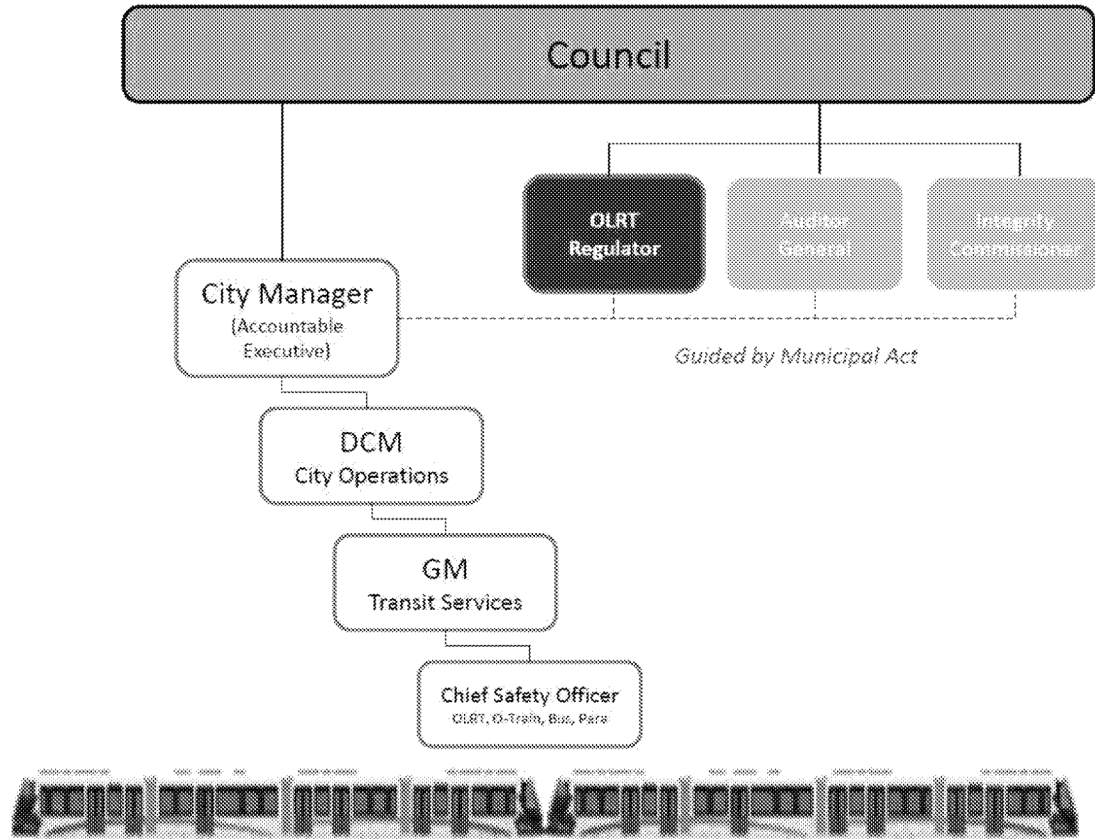 Council
OLRT
Regulator
Auditor
General
Integrity
Commissioner
City Manager
(Accountable
Executive)
Guided by Municipal Act
DCM
City Operations
GM
Transit Services
Chief Safety Officer
OLRT, O-Train, Bus, Para